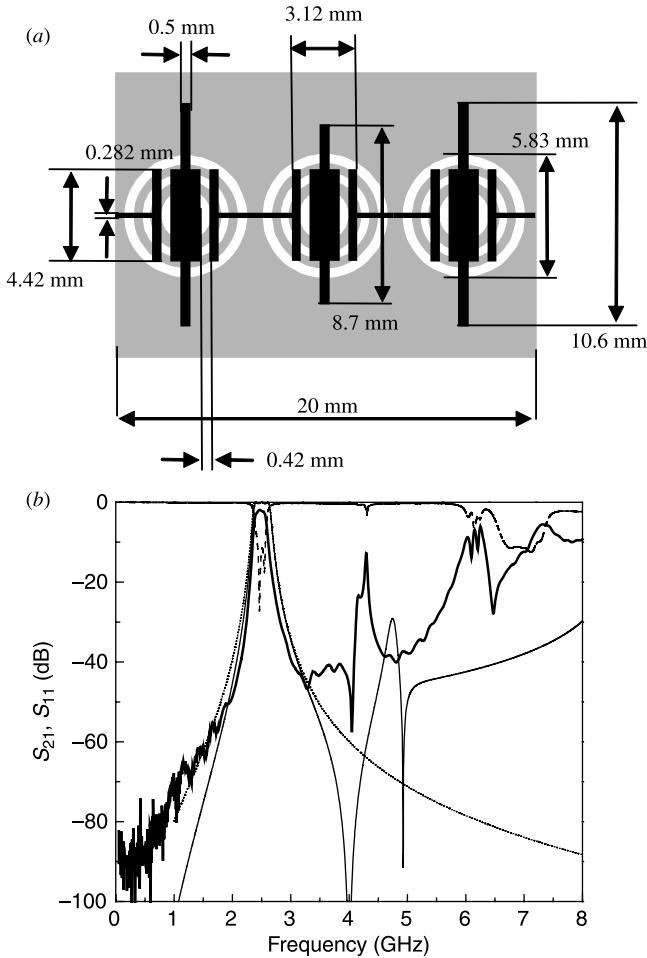 (a)
0.5 mm
3.12 mm
0.282 mm
5.83 mm
4.42 mm
8.7 mm
10.6 mm
20 mm
0.42 mm
(b)
0
−20
−40
−60
−80
−100
S21, S11 (dB)
0 1 2 3 4 5 6 7 8
Frequency (GHz)